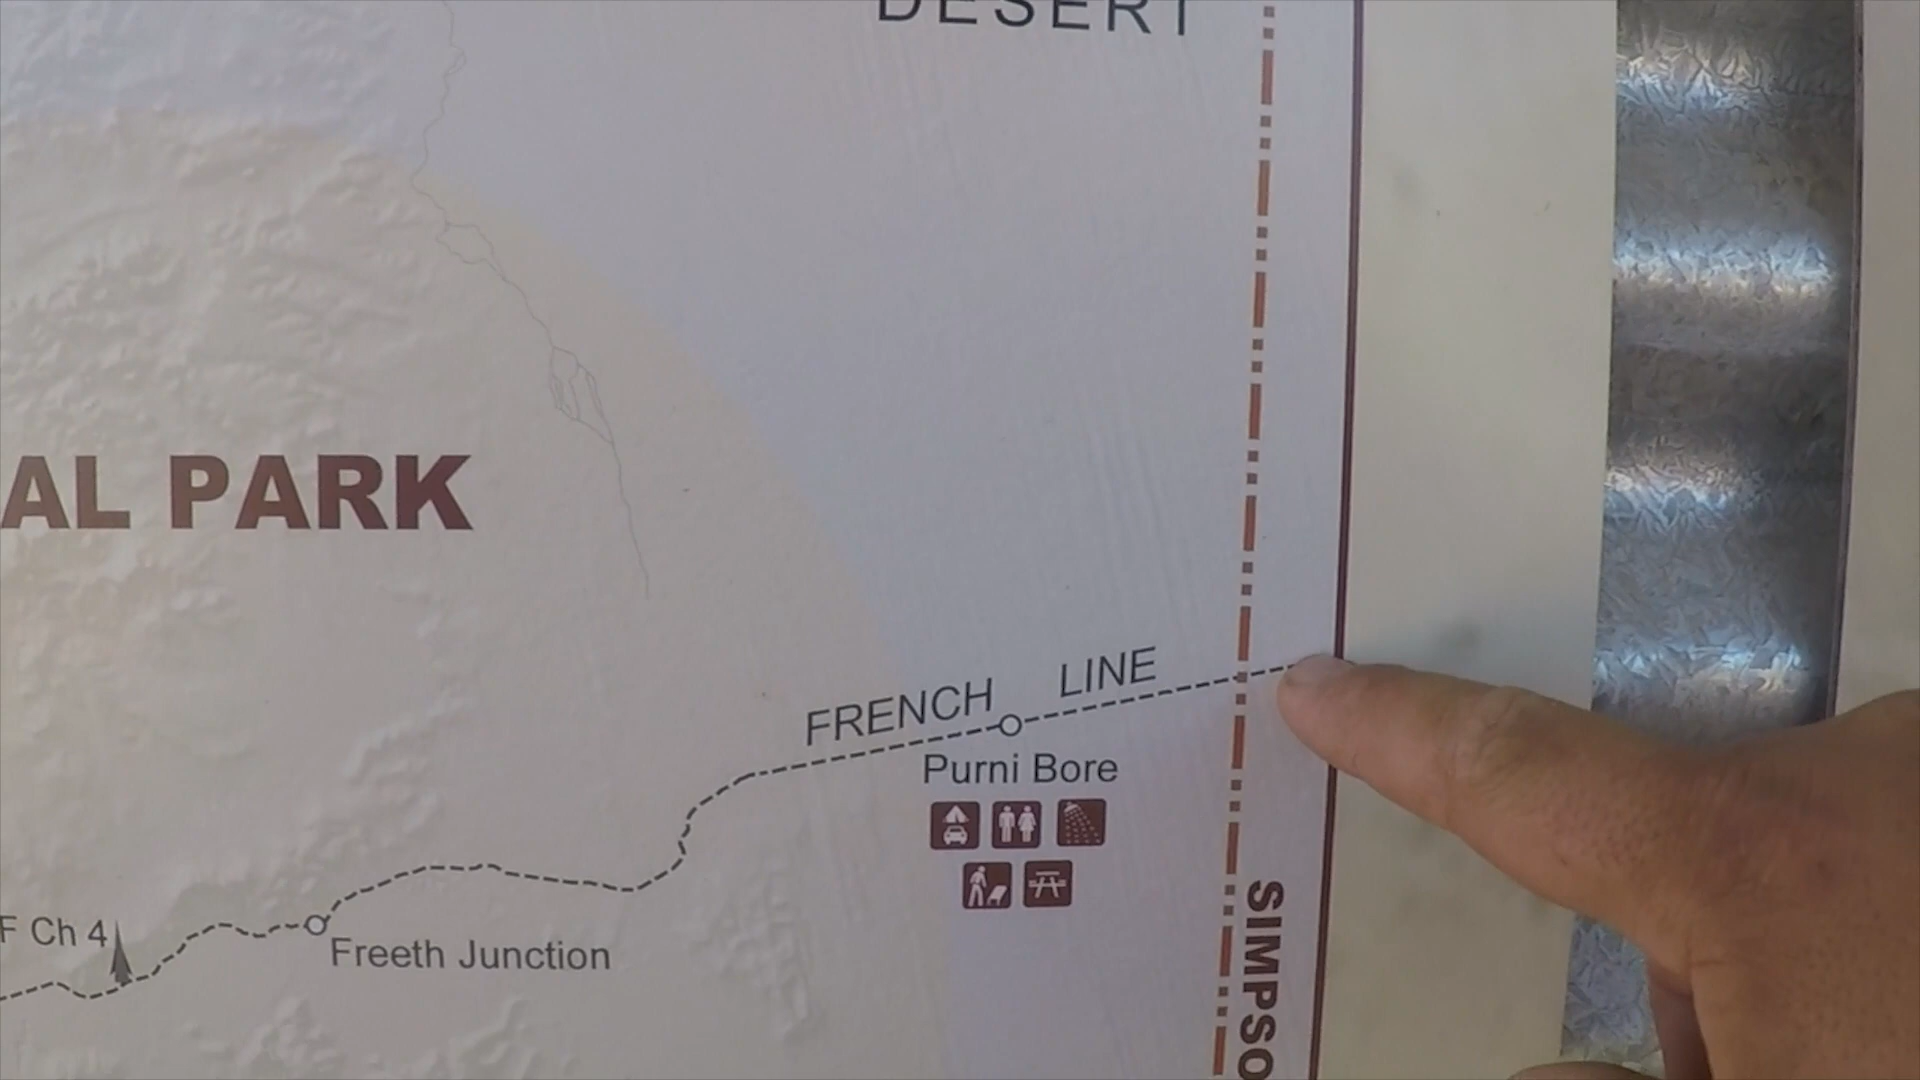 DESERT
AL PARK
FRENCH LINE
Purni Bore
F Ch 4
Freeth Junction
SIMPSO